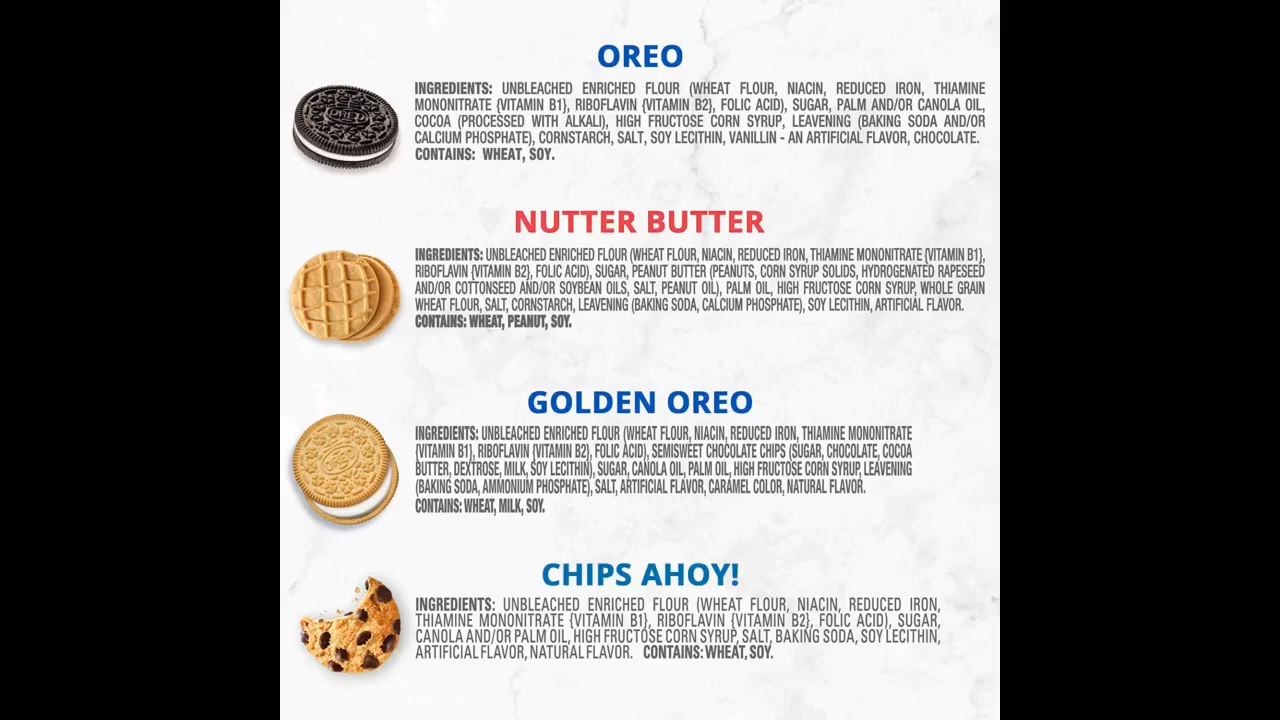 OREO
INGREDIENTS: UNBLEACHED ENRICHED FLOUR (WHEAT FLOUR, NIACIN, REDUCED IRON, THIAMINE
MONONITRATE {VITAMIN B1}, RIBOFLAVIN {VITAMIN B2}, FOLIC ACID), SUGAR, PALM AND/OR CANOLA OIL,
COCOA (PROCESSED WITH ALKALI), HIGH FRUCTOSE CORN SYRUP, LEAVENING (BAKING SODA AND/OR
CALCIUM PHOSPHATE), CORNSTARCH, SALT, SOY LECITHIN, VANILLIN - AN ARTIFICIAL FLAVOR, CHOCOLATE.
CONTAINS: WHEAT, SOY.
OREO
NUTTER BUTTER
INGREDIENTS: UNBLEACHED ENRICHED FLOUR (WHEAT FLOUR, NIACIN, REDUCED IRON, THIAMINE MONONITRATE {VITAMIN B1},
RIBOFLAVIN {VITAMIN B2}, FOLIC ACID), SUGAR, PEANUT BUTTER (PEANUTS, CORN SYRUP SOLIDS, HYDROGENATED RAPESEED
AND/OR COTTONSEED AND/OR SOYBEAN OILS, SALT, PEANUT OIL), PALM OIL, HIGH FRUCTOSE CORN SYRUP, WHOLE GRAIN
WHEAT FLOUR, SALT, CORNSTARCH, LEAVENING (BAKING SODA, CALCIUM PHOSPHATE), SOY LECITHIN, ARTIFICIAL FLAVOR.
CONTAINS: WHEAT, PEANUT, SOY.
GOLDEN OREO
INGREDIENTS: UNBLEACHED ENRICHED FLOUR (WHEAT FLOUR, NIACIN, REDUCED IRON, THIAMINE MONONITRATE
{VITAMIN B1}, RIBOFLAVIN {VITAMIN B2}, FOLIC ACID), SEMISWEET CHOCOLATE CHIPS (SUGAR, CHOCOLATE, COCOA
BUTTER, DEXTROSE, MILK, SOY LECITHIN), SUGAR, CANOLA OIL, PALM OIL, HIGH FRUCTOSE CORN SYRUP, LEAVENING
(BAKING SODA, AMMONIUM PHOSPHATE), SALT, ARTIFICIAL FLAVOR, CARAMEL COLOR, NATURAL FLAVOR.
CONTAINS: WHEAT, MILK, SOY.
OREO
CHIPS AHOY!
INGREDIENTS: UNBLEACHED ENRICHED FLOUR (WHEAT FLOUR, NIACIN, REDUCED IRON,
THIAMINE MONONITRATE {VITAMIN B1}, RIBOFLAVIN {VITAMIN B2}, FOLIC ACID), SUGAR,
CANOLA AND/OR PALM OIL, HIGH FRUCTOSE CORN SYRUP, SALT, BAKING SODA, SOY LECITHIN,
ARTIFICIAL FLAVOR, NATURAL FLAVOR. CONTAINS: WHEAT, SOY.